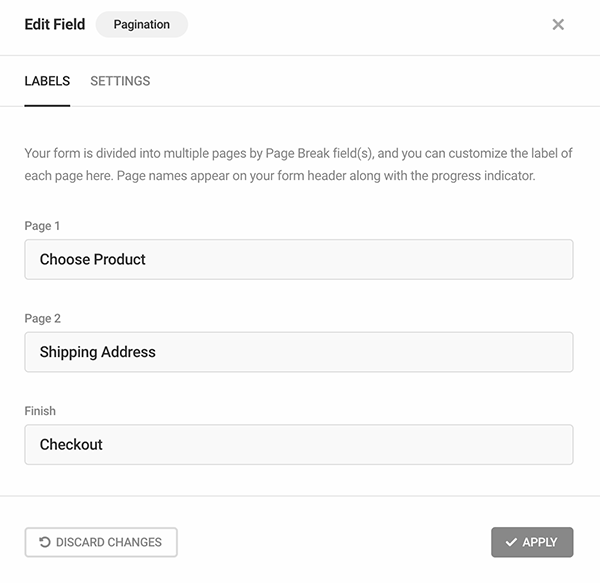 Edit Field Pagination
LABELS SETTINGS
Your form is divided into multiple pages by Page Break field(s), and you can customize the label of
each page here. Page names appear on your form header along with the progress indicator.
Page 1
Choose Product
Page 2
Shipping Address
Finish
Checkout
DISCARD CHANGES APPLY